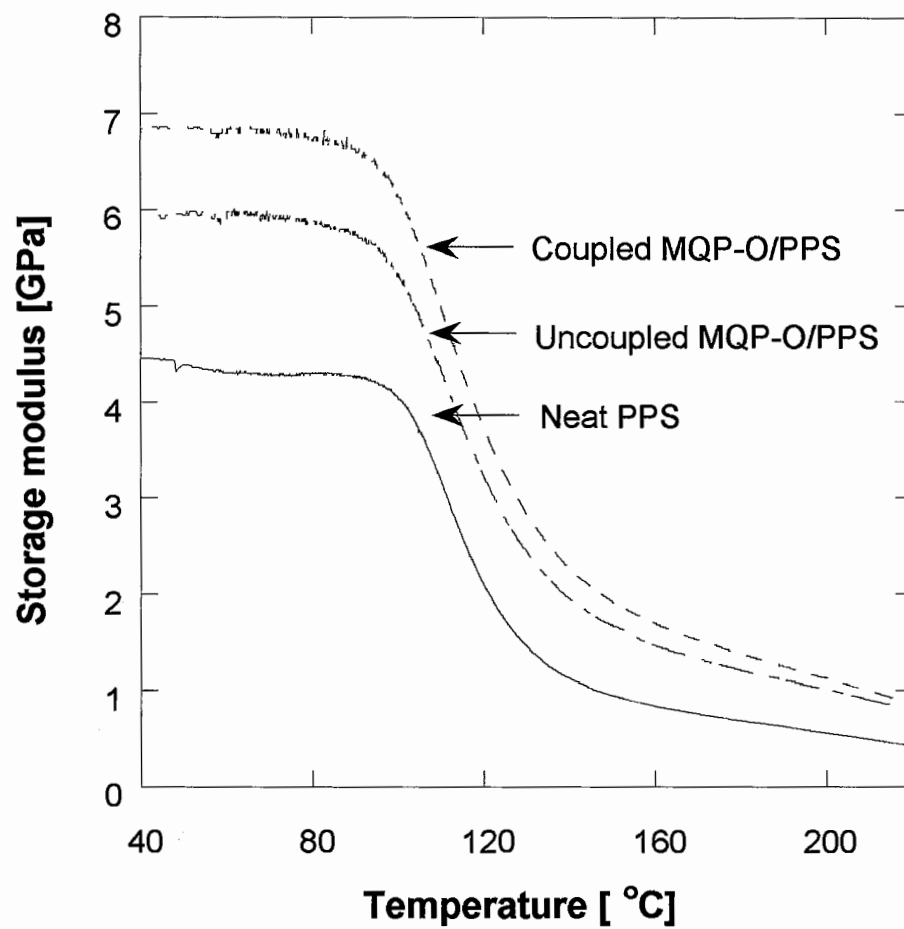 8
7
6
5
4
3
2
1
0
Storage modulus [GPa]
Coupled MQP-O/PPS
Uncoupled MQP-O/PPS
Neat PPS
40 80 120 160 200
Temperature [ °C]